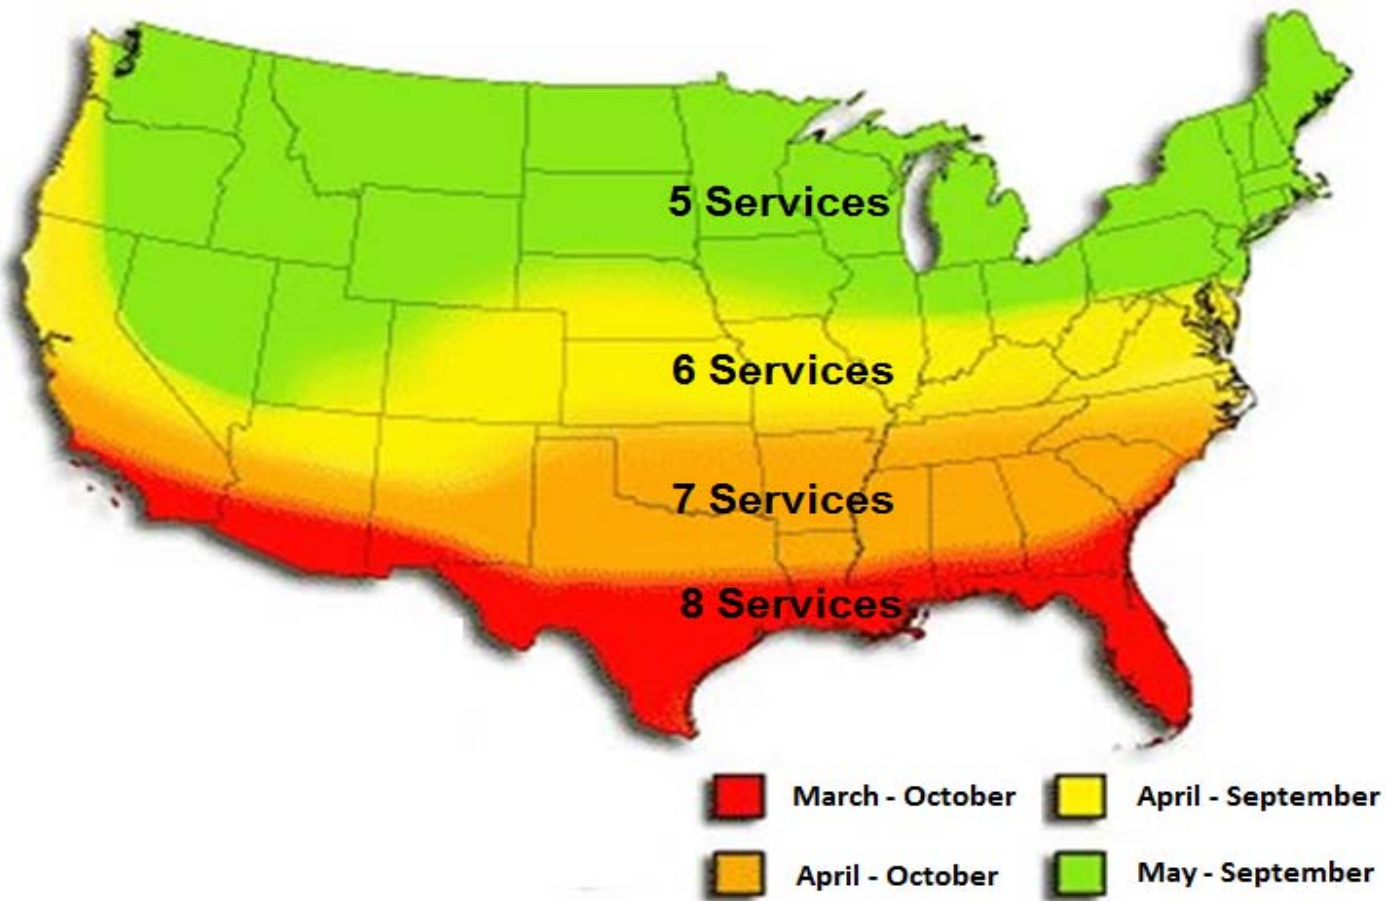 5 Services
6 Services
7 Services
8 Services
March - October
April - September
April - October
May - September